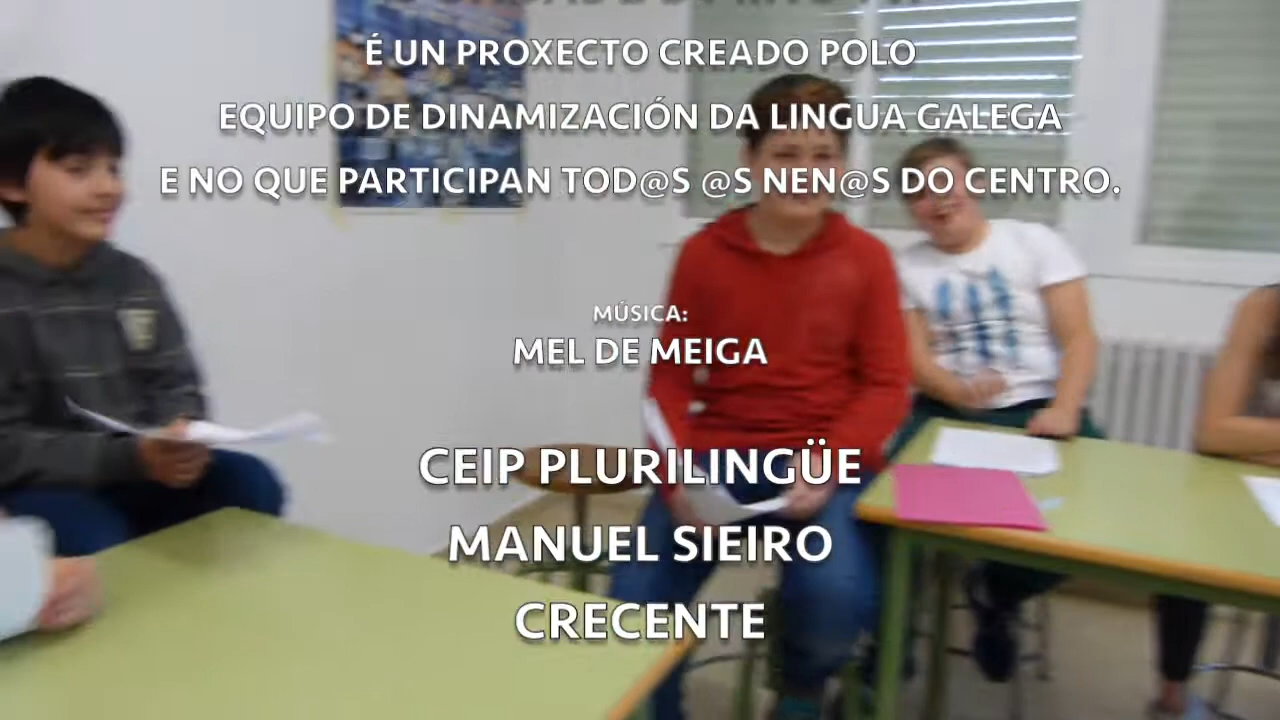 É UN PROXECTO CREADO POLO
EQUIPO DE DINAMIZACIÓN DA LINGUA GALEGA
E NO QUE PARTICIPAN TOD@S @S NEN@S DO CENTRO.
MÚSICA:
MEL DE MEIGA
CEIP PLURILINGÜE
MANUEL SIEIRO
CRECENTE